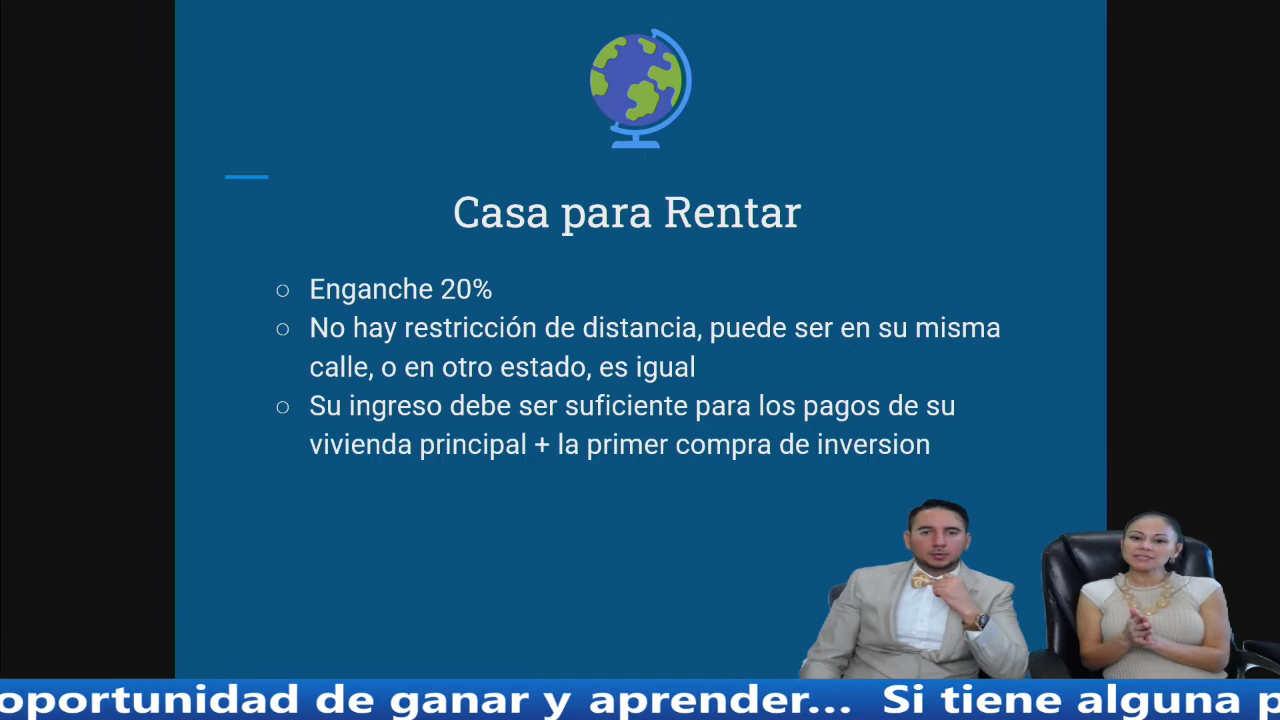 Casa para Rentar
○ Enganche 20%
○ No hay restricción de distancia, puede ser en su misma
calle, o en otro estado, es igual
○ Su ingreso debe ser suficiente para los pagos de su
vivienda principal + la primer compra de inversion
oportunidad de ganar y aprender... Si tiene alguna p